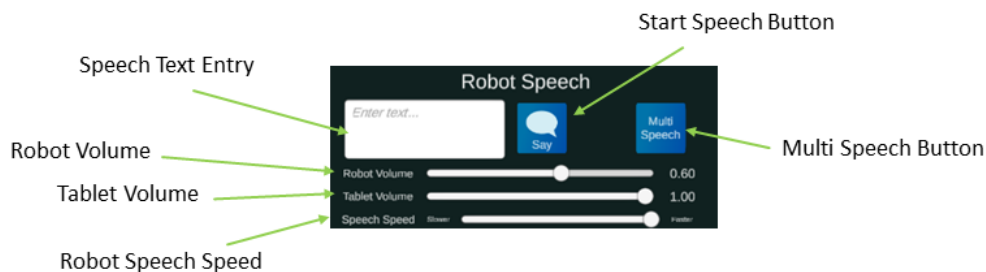 Start Speech Button
Speech Text Entry
Robot Speech
Enter text...
Say
Multi
Speech
Multi Speech Button
Robot Volume
Robot Volume 0.60
Tablet Volume
Tablet Volume 1.00
Speech Speed Slower Faster
Robot Speech Speed